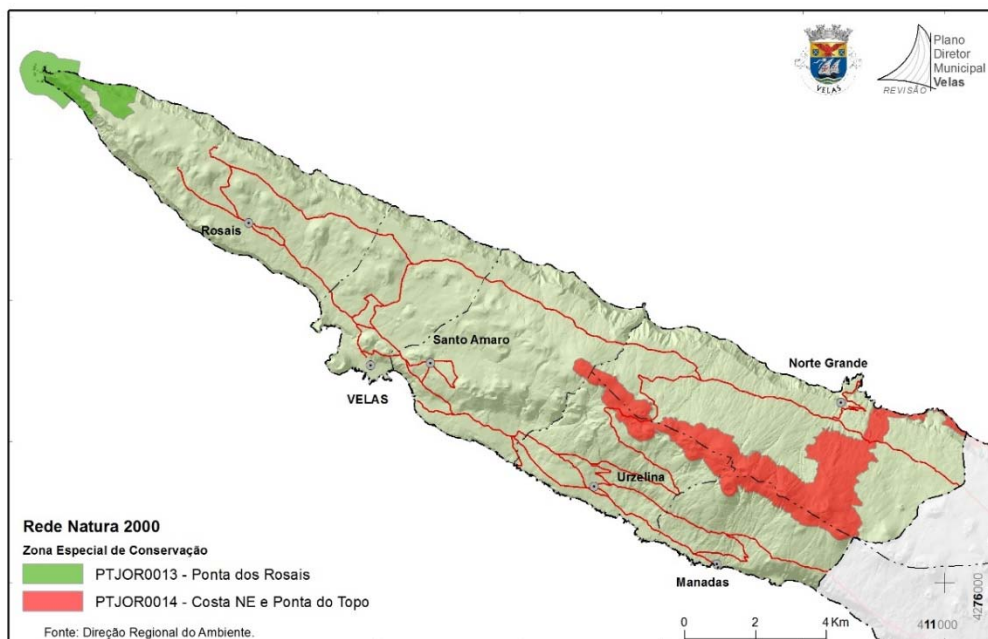 VELAS
Plano
Diretor
Municipal
Velas
REVISÃO
Rosais
Santo Amaro
VELAS
Norte Grande
Urzelina
Manadas
Rede Natura 2000
Zona Especial de Conservação
PTJOR0013 - Ponta dos Rosais
PTJOR0014 - Costa NE e Ponta do Topo
Fonte: Direção Regional do Ambiente.
0 2 4 Km
411000
4276000